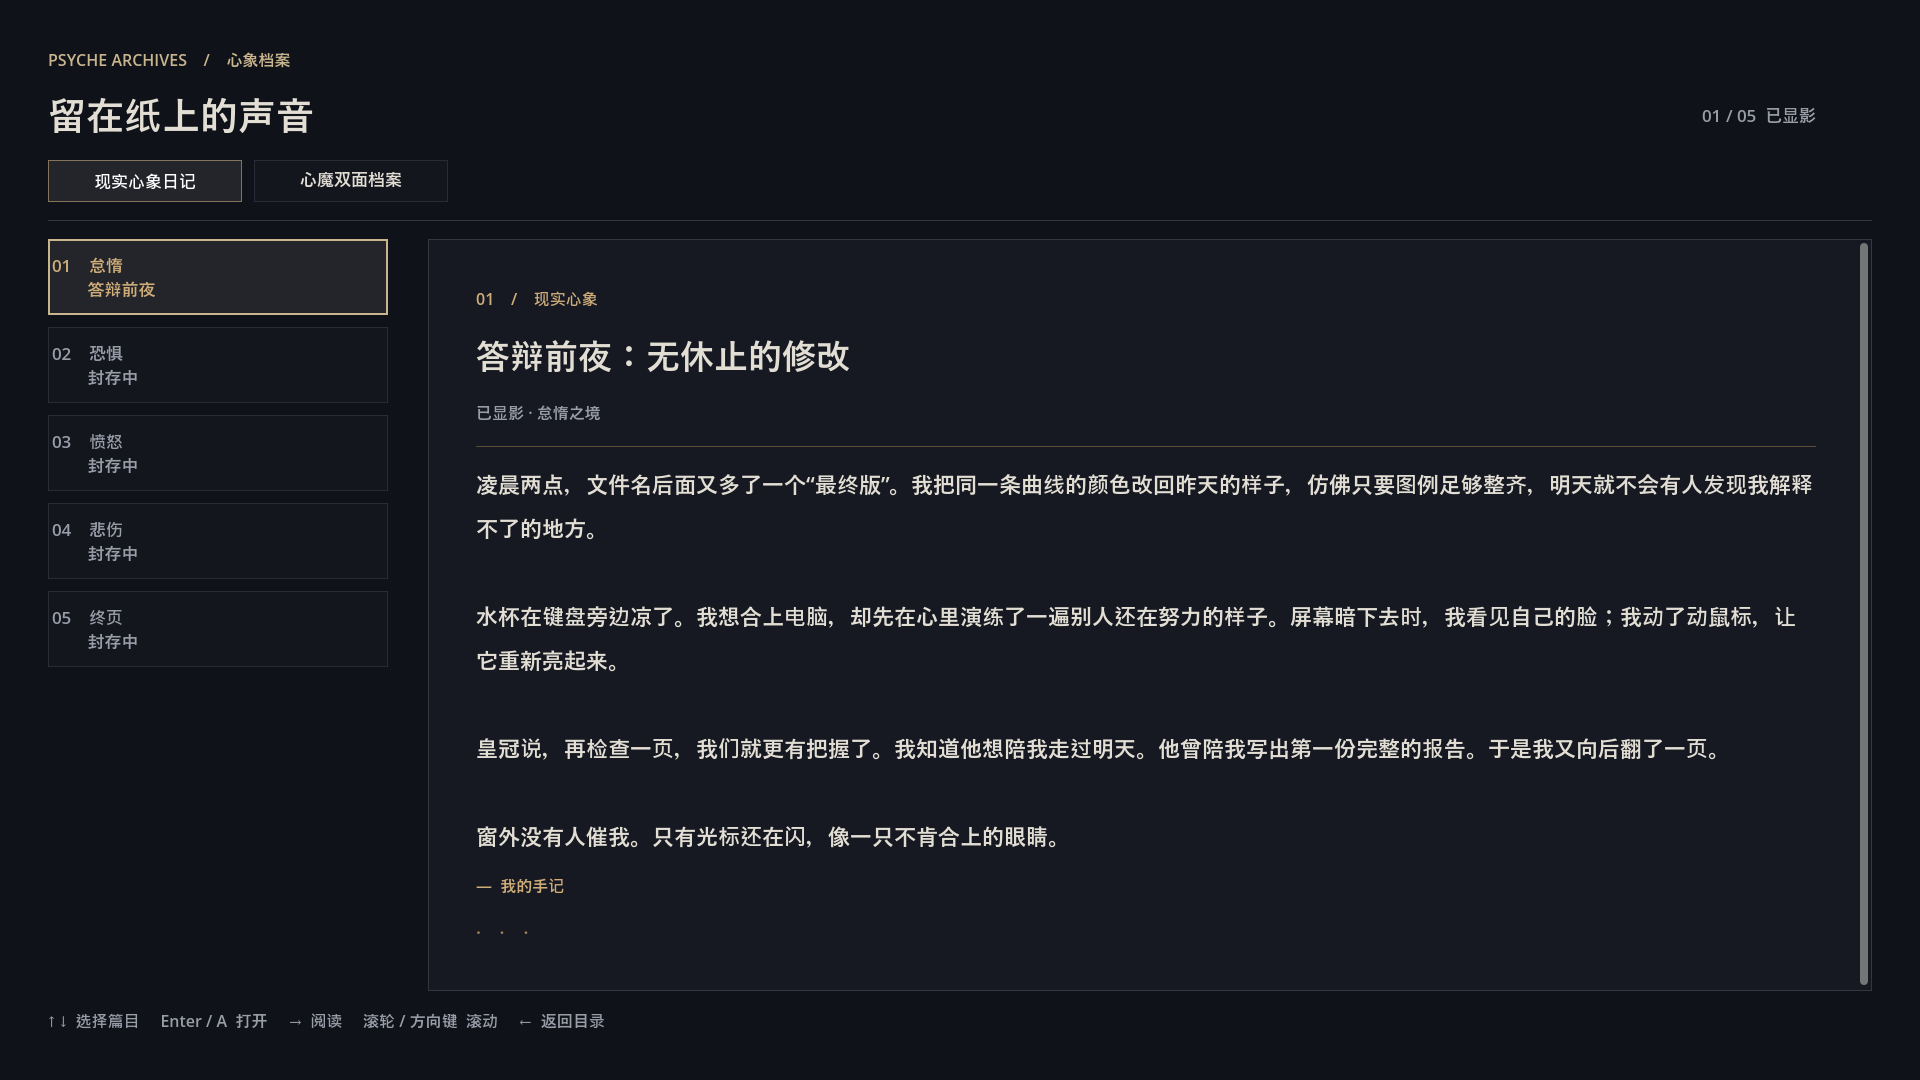 PSYCHE ARCHIVES / 心象档案
留在纸上的声音
01 / 05 已显影
现实心象日记
心魔双面档案
01 怠惰
答辩前夜
02 恐惧
封存中
03 愤怒
封存中
04 悲伤
封存中
05 终页
封存中
01 / 现实心象
答辩前夜：无休止的修改
已显影 · 怠惰之境
凌晨两点，文件名后面又多了一个“最终版”。我把同一条曲线的颜色改回昨天的样子，仿佛只要图例足够整齐，明天就不会有人发现我解释
不了的地方。
水杯在键盘旁边凉了。我想合上电脑，却先在心里演练了一遍别人还在努力的样子。屏幕暗下去时，我看见自己的脸；我动了动鼠标，让
它重新亮起来。
皇冠说，再检查一页，我们就更有把握了。我知道他想陪我走过明天。他曾陪我写出第一份完整的报告。于是我又向后翻了一页。
窗外没有人催我。只有光标还在闪，像一只不肯合上的眼睛。
— 我的手记
· · ·
↑↓ 选择篇目 Enter / A 打开 → 阅读 滚轮 / 方向键 滚动 ← 返回目录